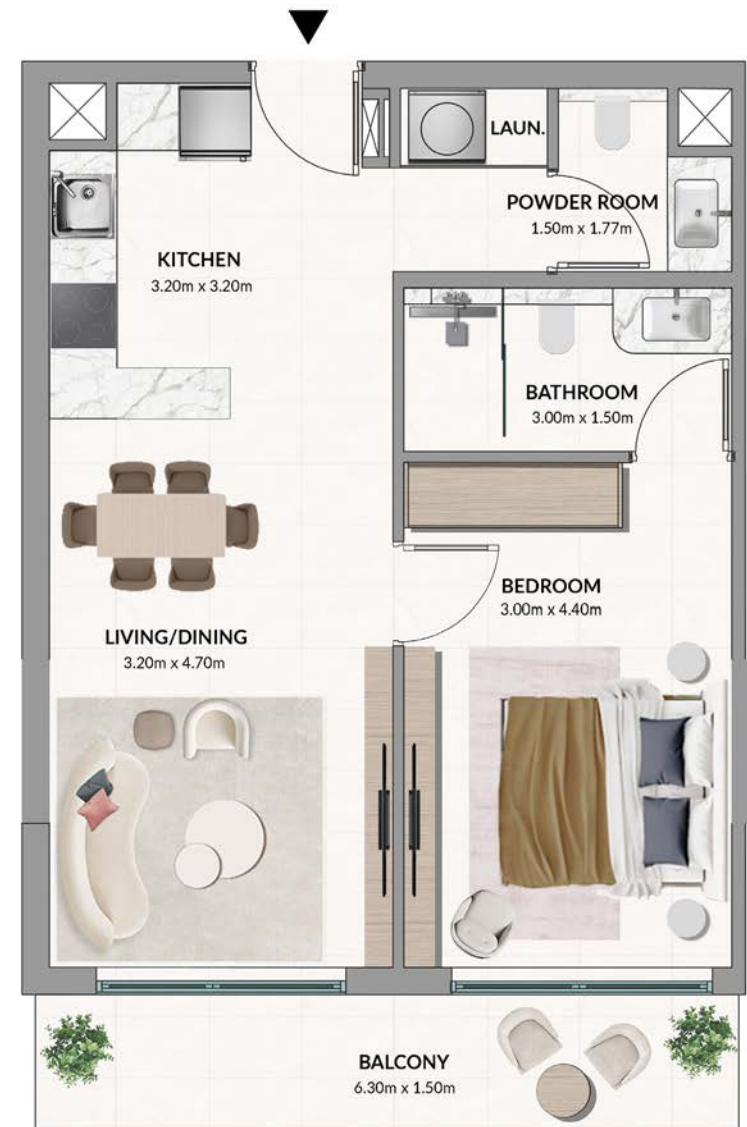 LAUN.
POWDER ROOM
1.50m x 1.77m
KITCHEN
3.20m x 3.20m
BATHROOM
3.00m x 1.50m
BEDROOM
3.00m x 4.40m
LIVING/DINING
3.20m x 4.70m
BALCONY
6.30m x 1.50m